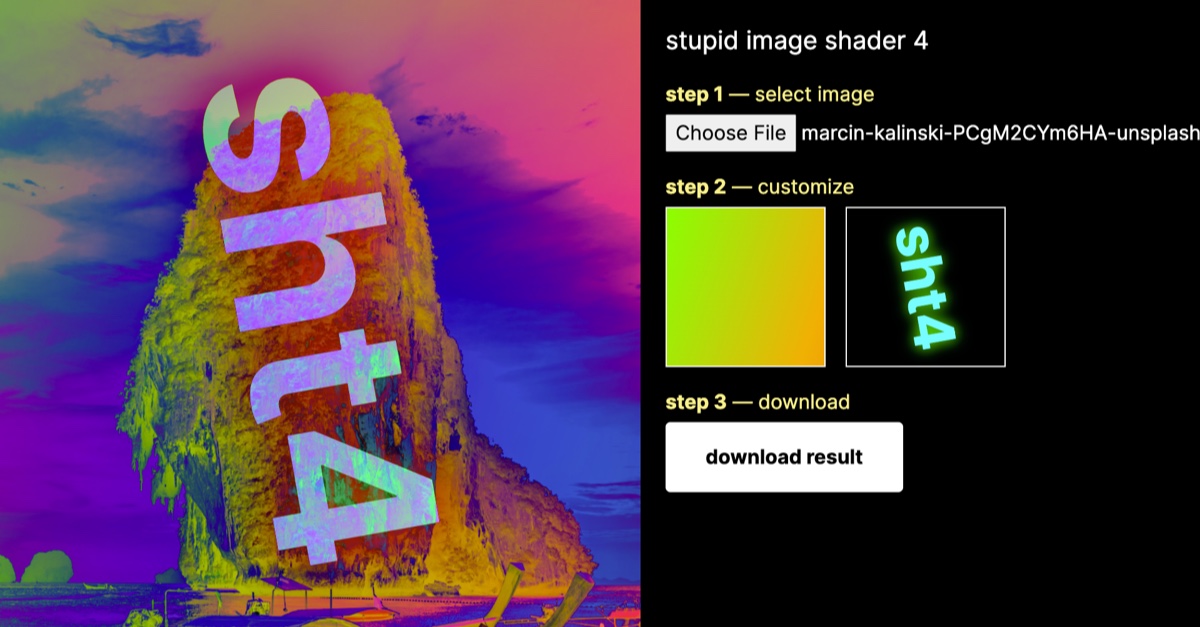 sht4
stupid image shader 4
step 1 — select image
Choose File marcin-kalinski-PCgM2CYm6HA-unsplash
step 2 — customize
sht4
step 3 — download
download result